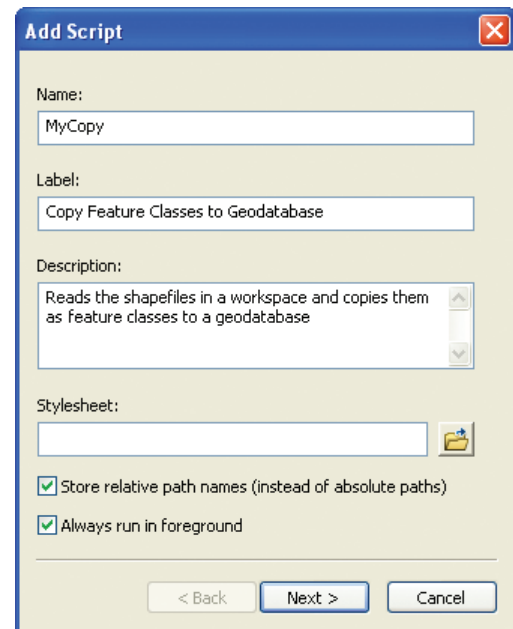 Add Script
Name:
MyCopy
Label:
Copy Feature Classes to Geodatabase
Description:
Reads the shapefiles in a workspace and copies them
as feature classes to a geodatabase
Stylesheet:
Store relative path names (instead of absolute paths)
Always run in foreground
< Back Next > Cancel